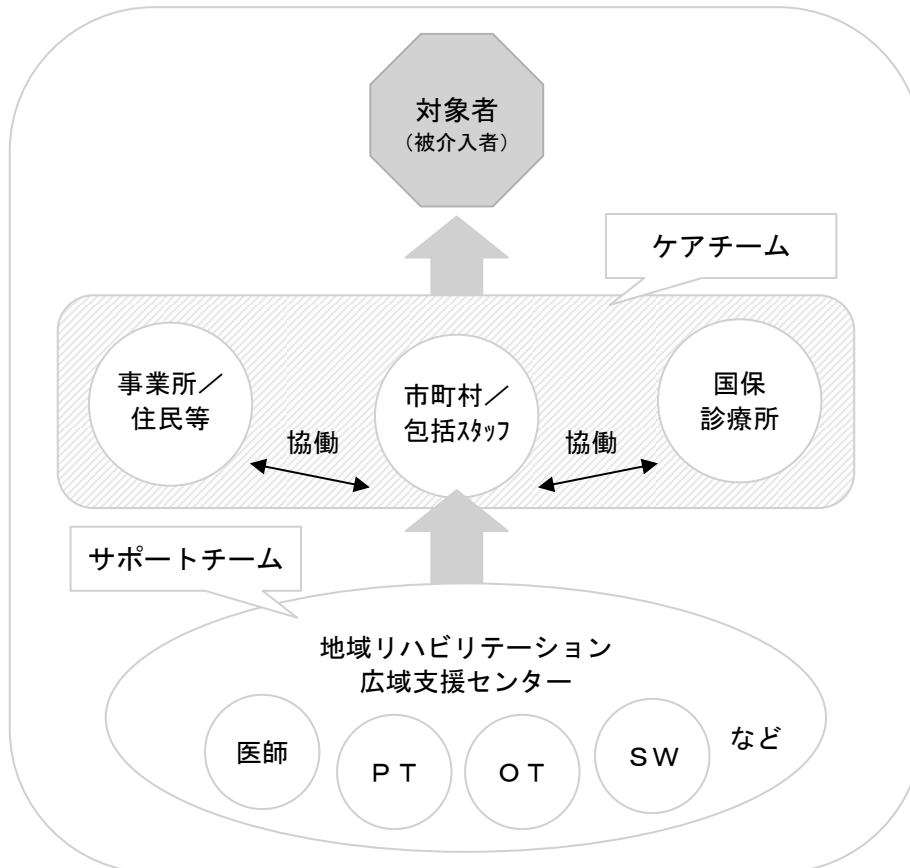 対象者
（被介入者）
ケアチーム
事業所／
住民等
市町村／
包括ｽﾀｯﾌ
国保
診療所
協働
協働
サポートチーム
地域リハビリテーション
広域支援センター
医師
ＰＴ
ＯＴ
ＳＷ
など